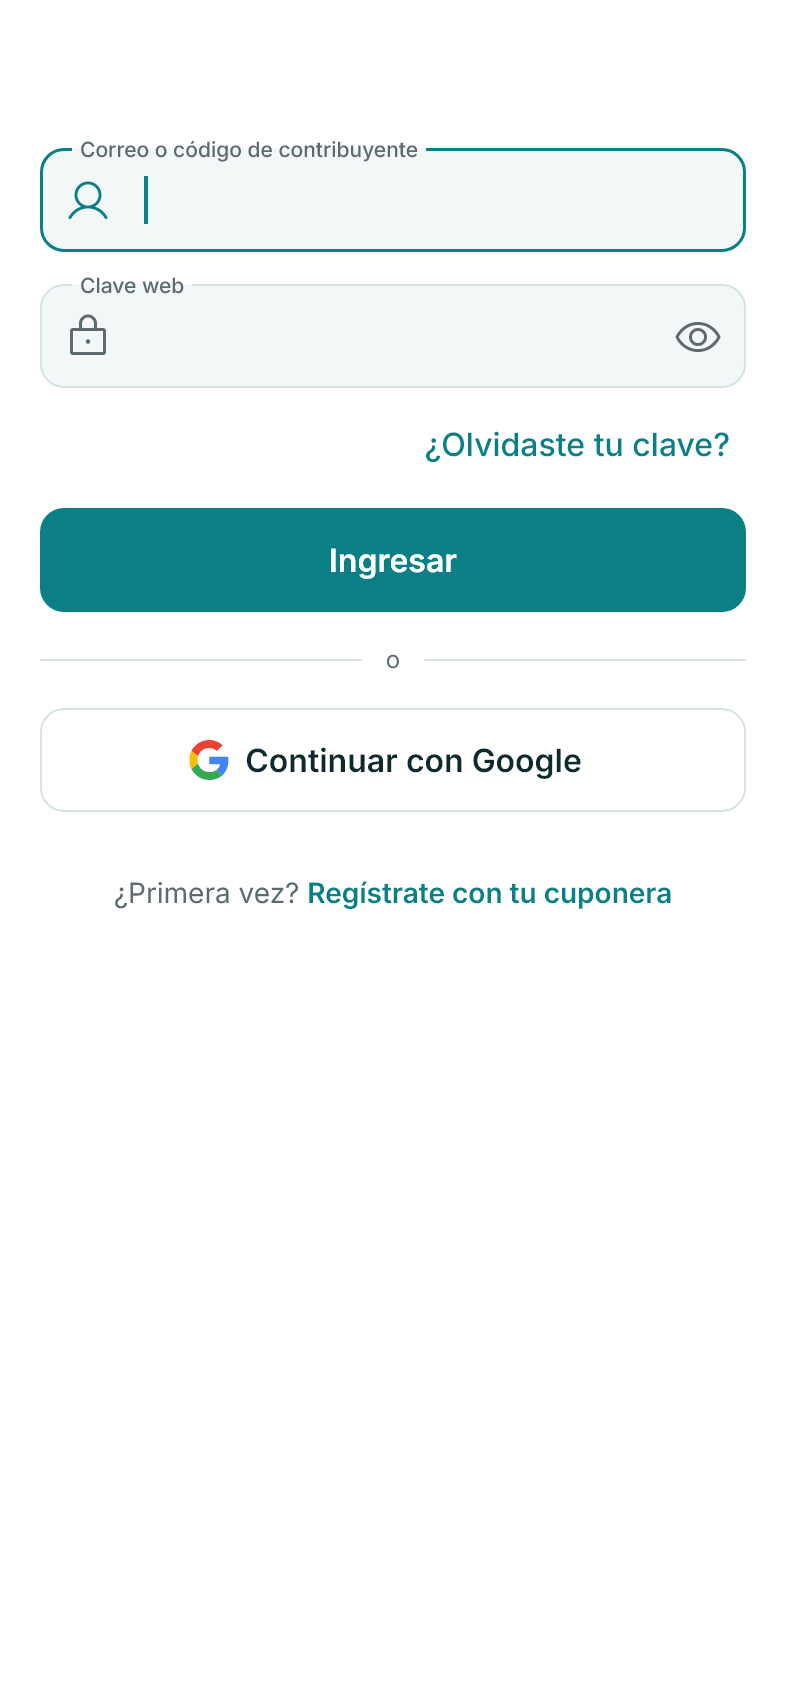 Correo o código de contribuyente
Clave web
¿Olvidaste tu clave?
Ingresar
o
Continuar con Google
¿Primera vez? Regístrate con tu cuponera